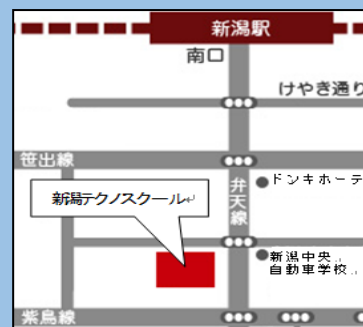 新潟駅
南口
けやき通り
笹出線
弁天線
ドンキホーテ
新潟テクノスクール
新潟中央
自動車学校
紫鳥線